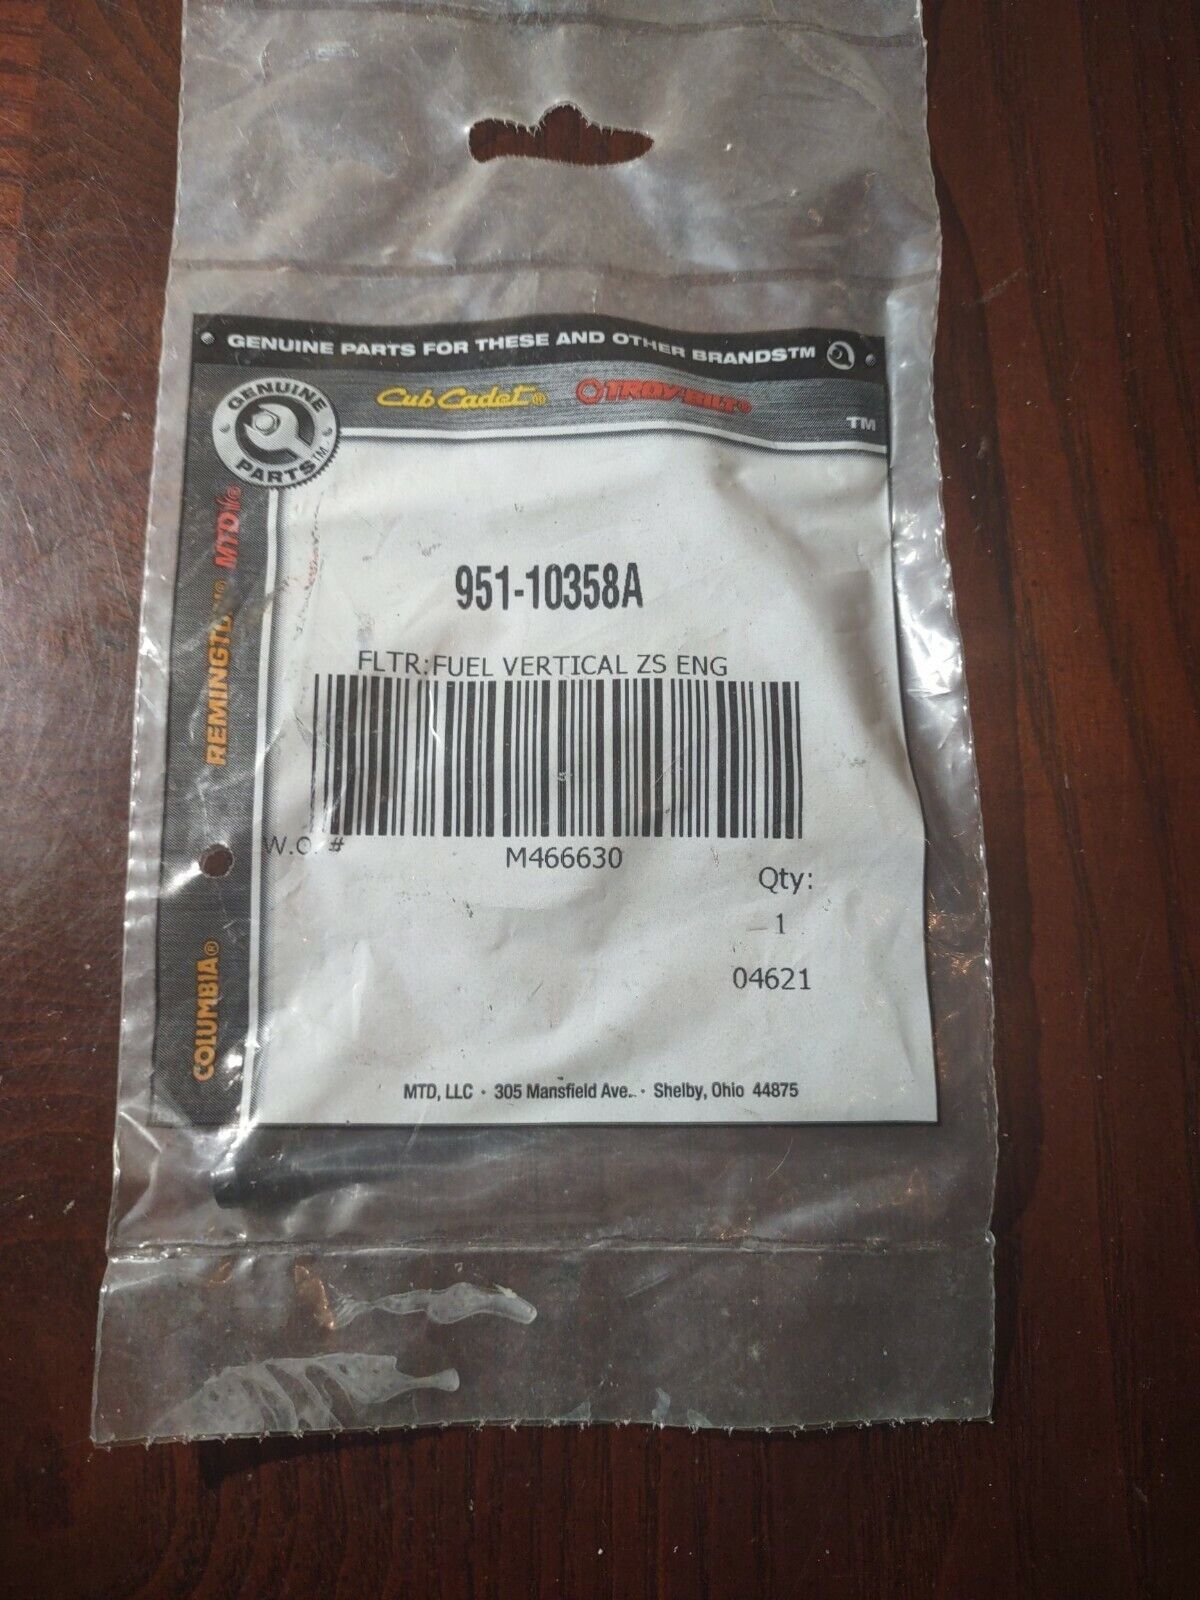 GENUINE PARTS FOR THESE AND OTHER BRANDS™
GENUINE PARTS™
Cub Cadet® TROY-BILT®
™
MTD®
REMINGTON®
COLUMBIA®
951-10358A
FLTR:FUEL VERTICAL ZS ENG
W.O. # M466630
Qty:
1
04621
MTD, LLC • 305 Mansfield Ave. • Shelby, Ohio 44875